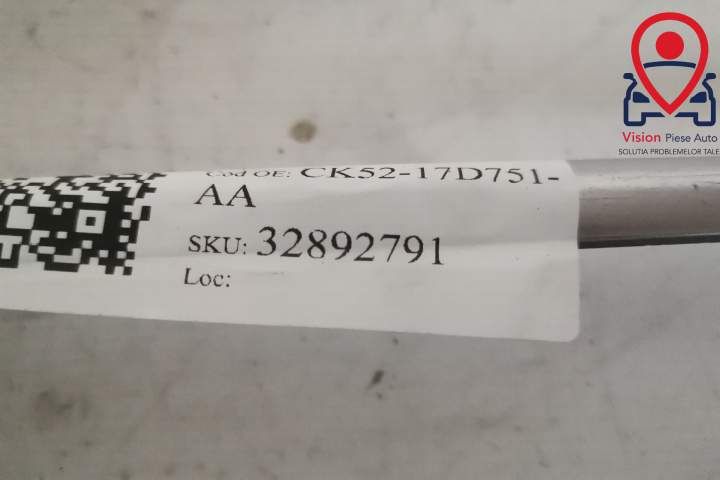 Vision Piese Auto
SOLUTIA PROBLEMELOR TALE
Cod OE: CK52-17D751-
AA
SKU: 32892791
Loc: